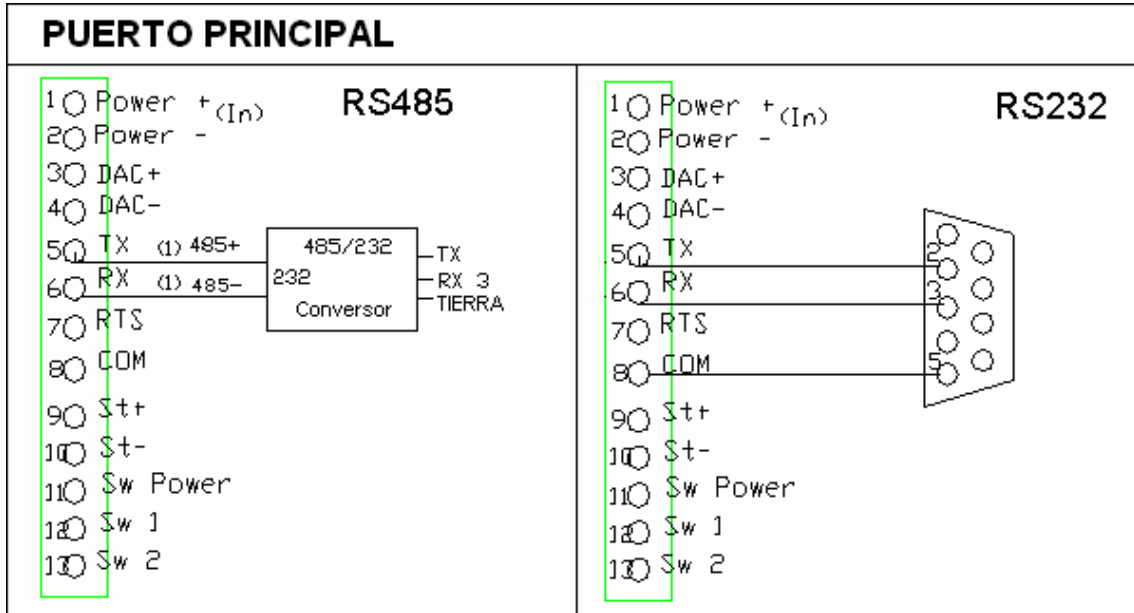 PUERTO PRINCIPAL
RS485
1 Power +(In)
2 Power -
3 DAC+
4 DAC-
5 TX (1) 485+
6 RX (1) 485-
7 RTS
8 COM
9 St+
10 St-
11 Sw Power
12 Sw 1
13 Sw 2
485/232
232
Conversor
TX
RX 3
TIERRA
RS232
1 Power +(In)
2 Power -
3 DAC+
4 DAC-
5 TX
6 RX
7 RTS
8 COM
9 St+
10 St-
11 Sw Power
12 Sw 1
13 Sw 2
2
3
5